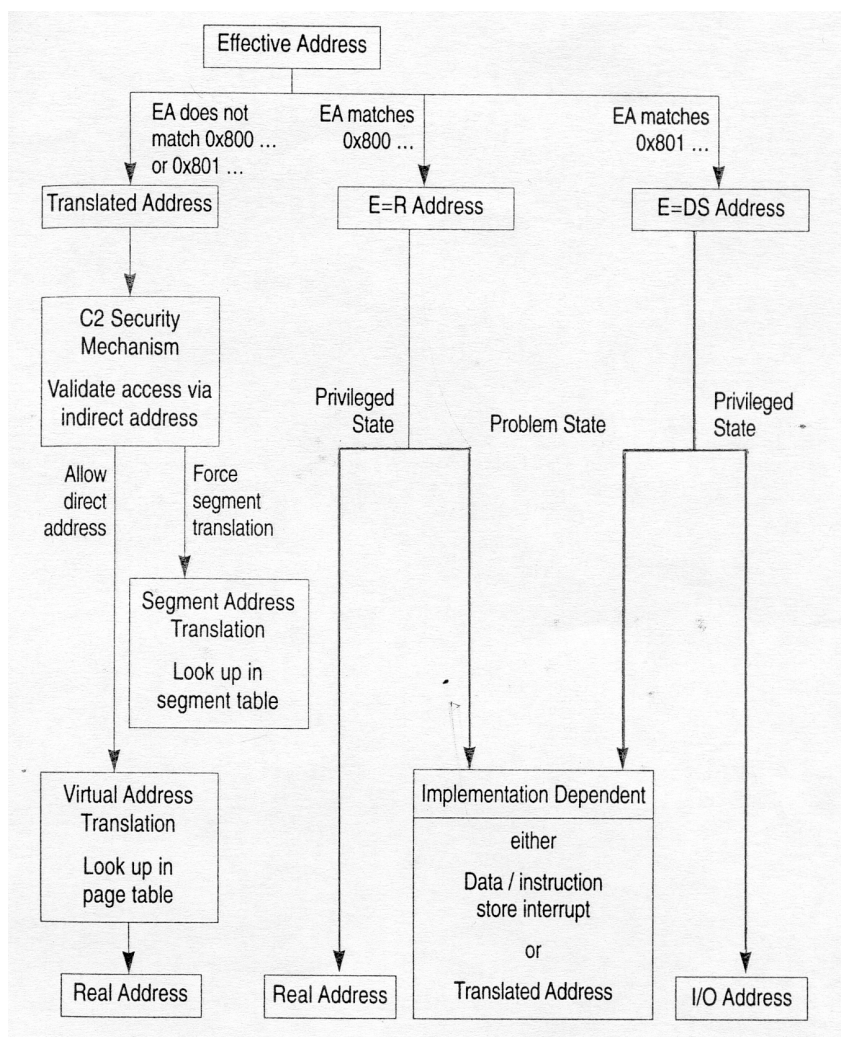 Effective Address
EA does not
match 0x800 ...
or 0x801 ...
EA matches
0x800 ...
EA matches
0x801 ...
Translated Address
E=R Address
E=DS Address
C2 Security
Mechanism
Validate access via
indirect address
Privileged
State
Problem State
Privileged
State
Allow
direct
address
Force
segment
translation
Segment Address
Translation
Look up in
segment table
Virtual Address
Translation
Look up in
page table
Implementation Dependent
either
Data / instruction
store interrupt
or
Translated Address
Real Address
Real Address
I/O Address